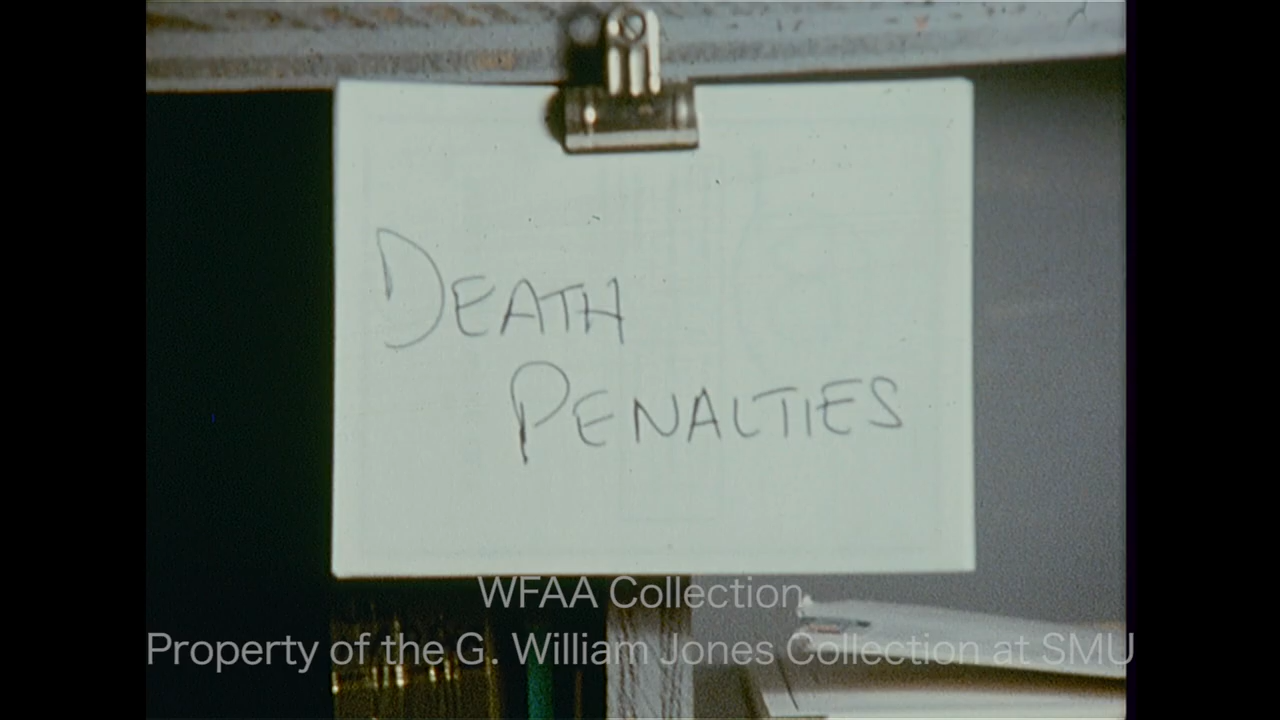 DEATH
PENALTIES
WFAA Collection
Property of the G. William Jones Collection at SMU